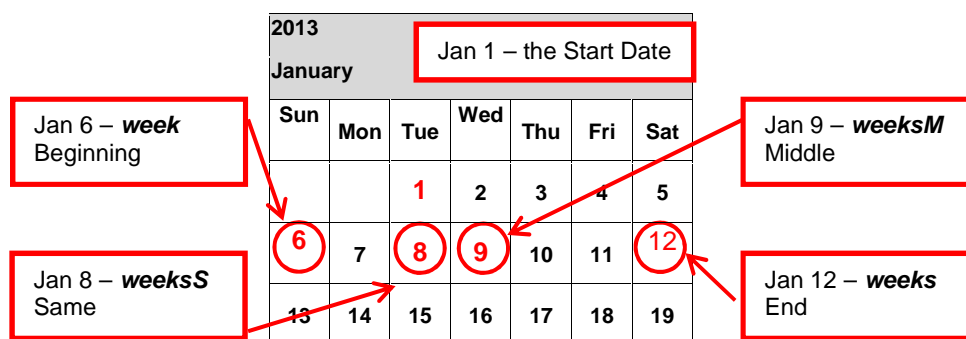 2013
January
Jan 1 – the Start Date
Jan 6 – week
Beginning
Jan 9 – weeksM
Middle
Jan 8 – weeksS
Same
Jan 12 – weeks
End
Sun Mon Tue Wed Thu Fri Sat
1 2 3 4 5
6 7 8 9 10 11 12
13 14 15 16 17 18 19